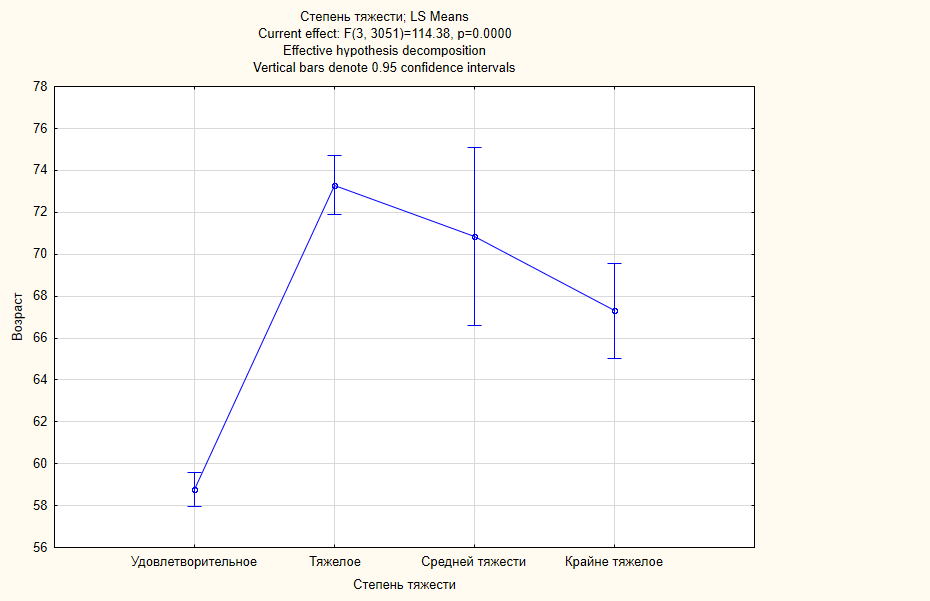 Степень тяжести; LS Means
Current effect: F(3, 3051)=114.38, p=0.0000
Effective hypothesis decomposition
Vertical bars denote 0.95 confidence intervals
78
76
74
72
70
68
66
64
62
60
58
56
Возраст
Удовлетворительное Тяжелое Средней тяжести Крайне тяжелое
Степень тяжести